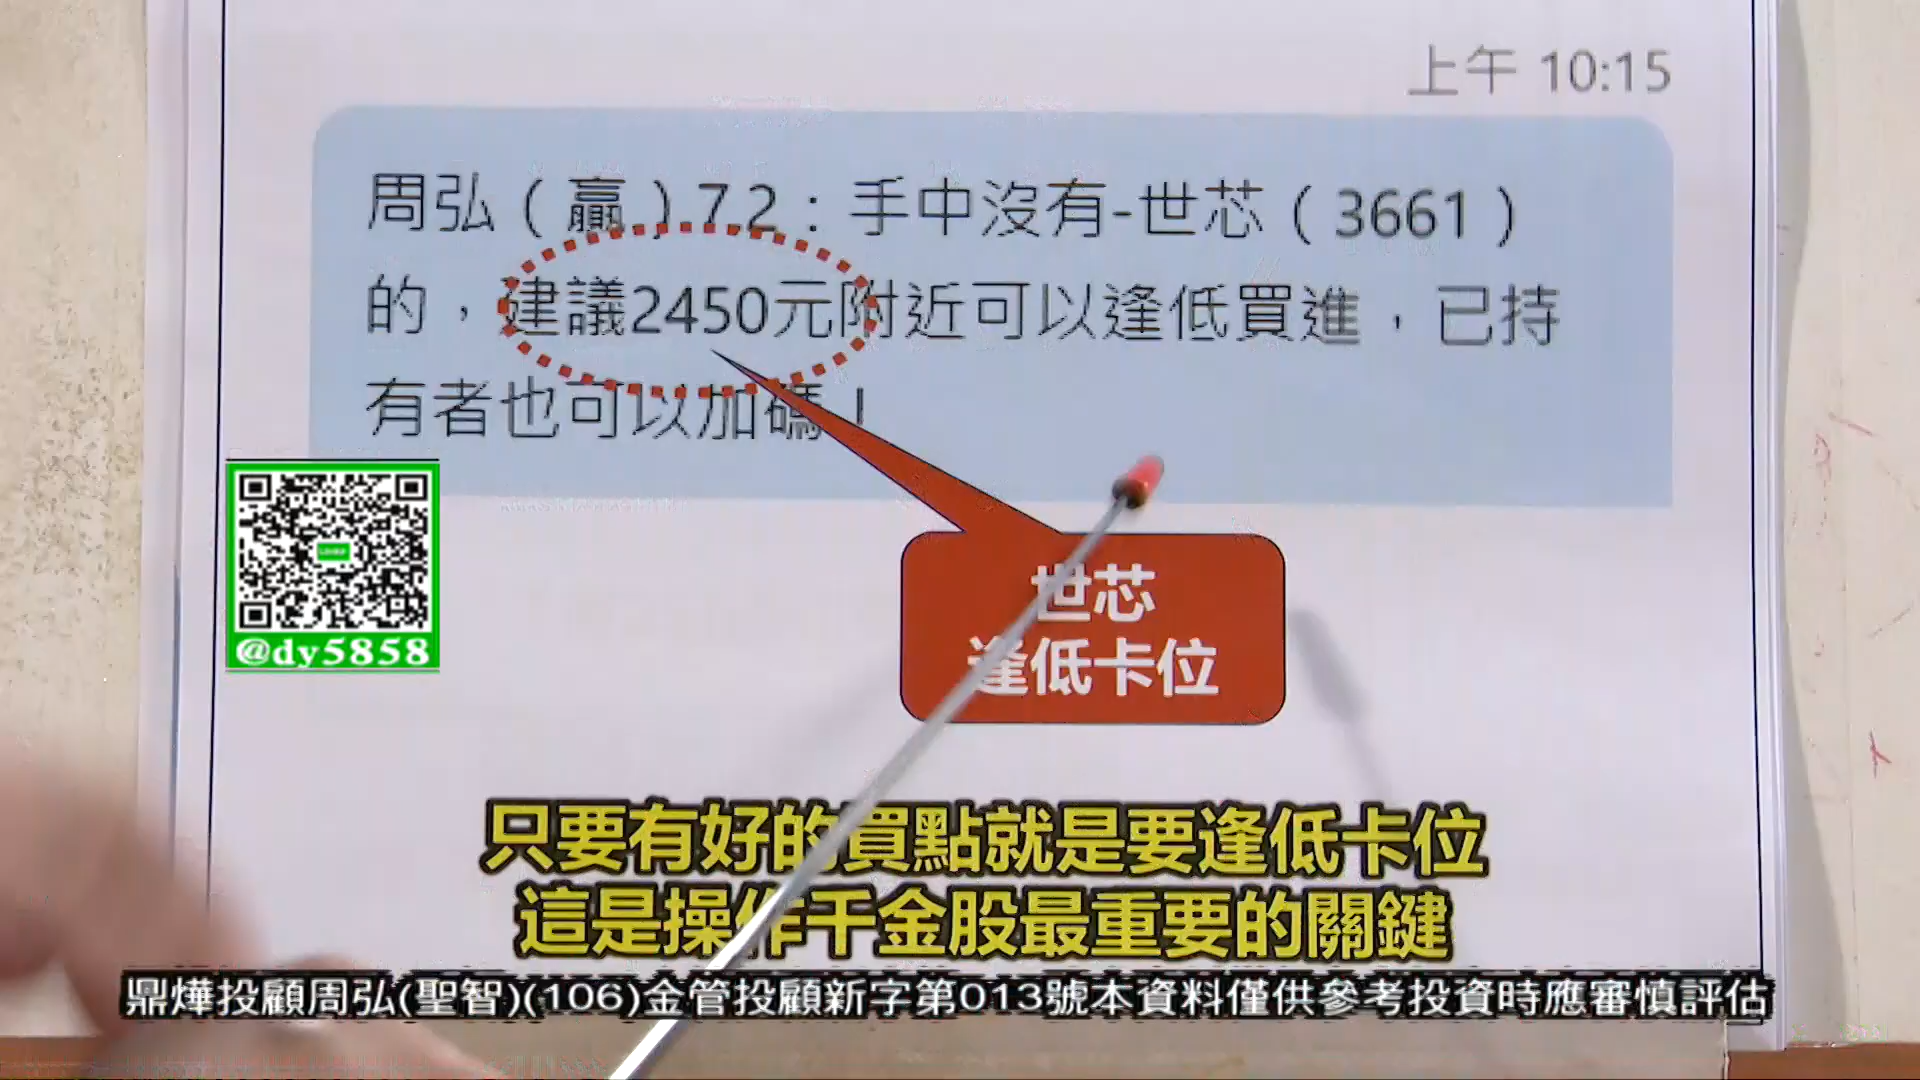 上午 10:15
周弘（贏）7.2：手中沒有-世芯（3661）
的，建議2450元附近可以逢低買進，已持
有者也可以加碼！
世芯
逢低卡位
@dy5858
只要有好的買點就是要逢低卡位
這是操作千金股最重要的關鍵
鼎燁投顧周弘(聖智)(106)金管投顧新字第013號本資料僅供參考投資時應審慎評估